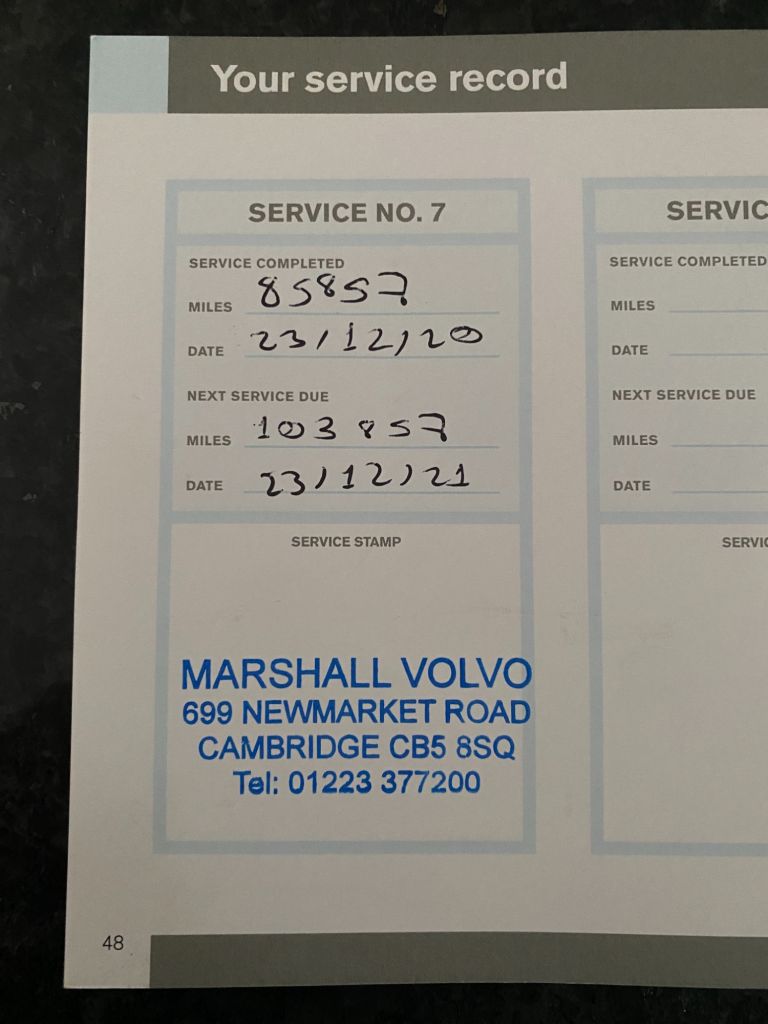 Your service record
SERVICE NO. 7
SERVICE COMPLETED
MILES 85857
DATE 23/12/20
NEXT SERVICE DUE
MILES 103857
DATE 23/12/21
SERVICE STAMP
MARSHALL VOLVO
699 NEWMARKET ROAD
CAMBRIDGE CB5 8SQ
Tel: 01223 377200
SERVIC
SERVICE COMPLETED
MILES
DATE
NEXT SERVICE DUE
MILES
DATE
SERVIC
48